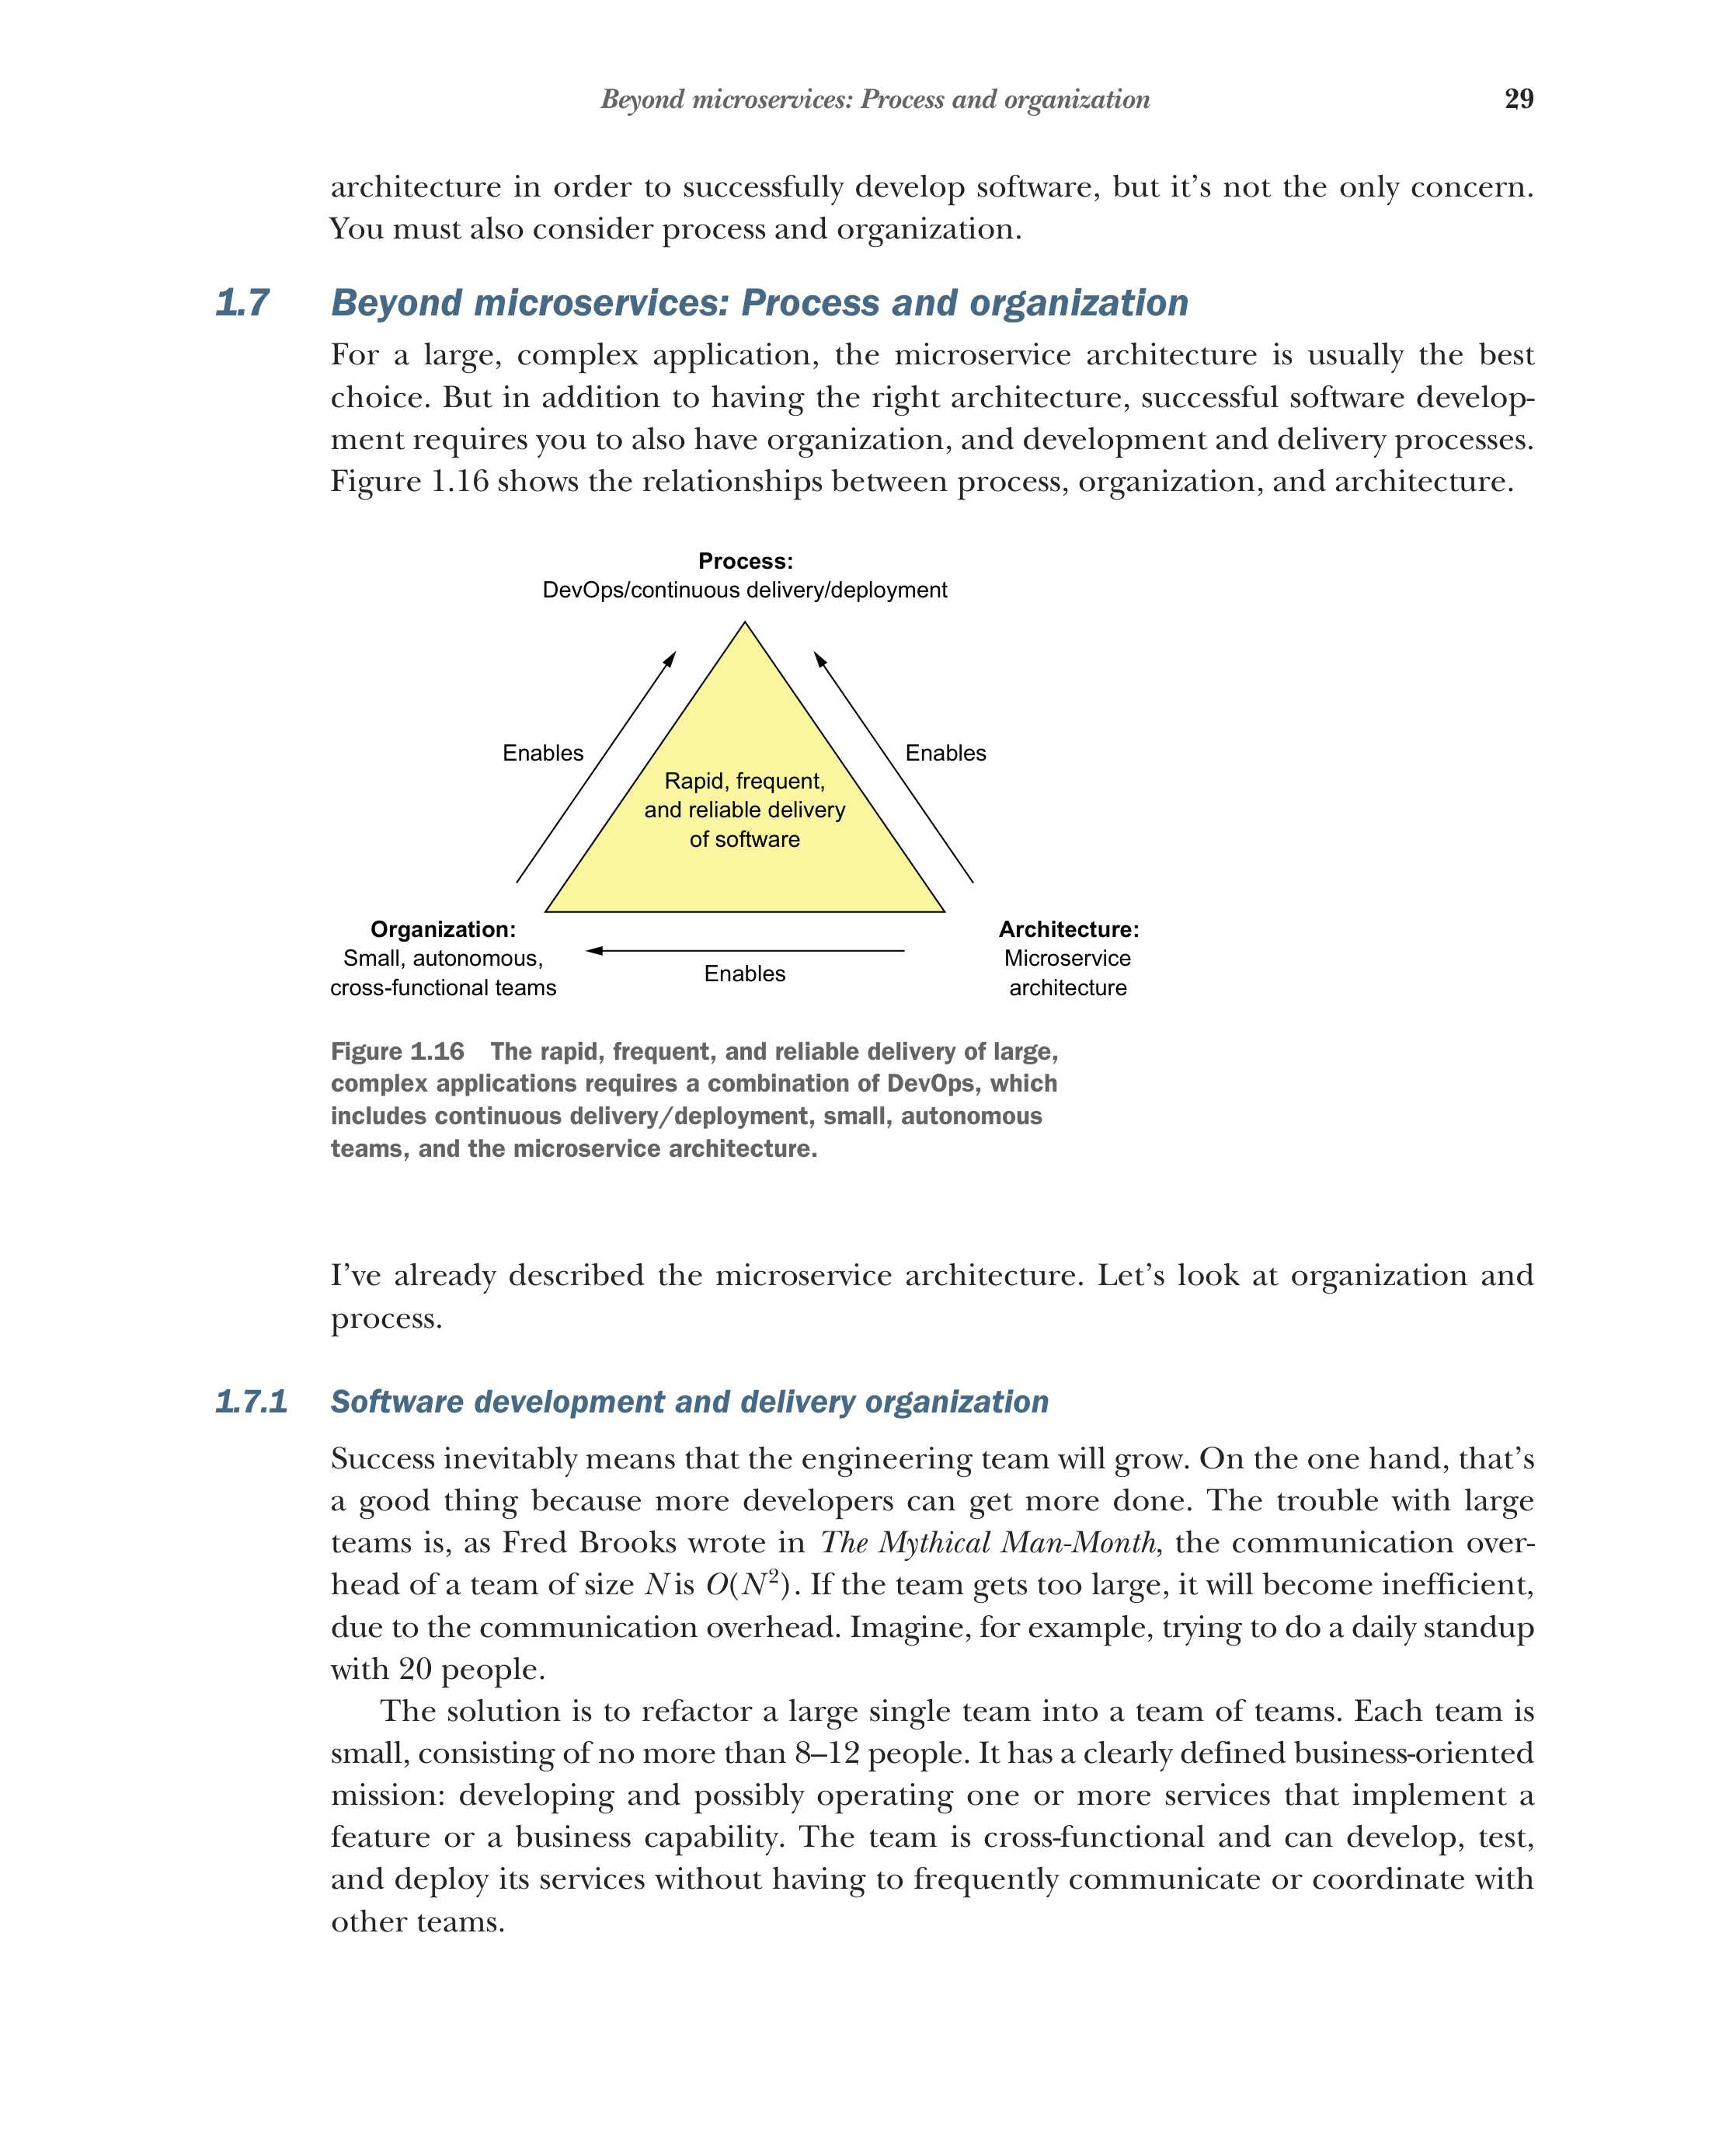 Beyond microservices: Process and organization 29
architecture in order to successfully develop software, but it’s not the only concern.
You must also consider process and organization.
1.7 Beyond microservices: Process and organization
For a large, complex application, the microservice architecture is usually the best
choice. But in addition to having the right architecture, successful software develop-
ment requires you to also have organization, and development and delivery processes.
Figure 1.16 shows the relationships between process, organization, and architecture.
Process:
DevOps/continuous delivery/deployment
Enables
Enables
Rapid, frequent,
and reliable delivery
of software
Organization:
Small, autonomous,
cross-functional teams
Enables
Architecture:
Microservice
architecture
Figure 1.16 The rapid, frequent, and reliable delivery of large,
complex applications requires a combination of DevOps, which
includes continuous delivery/deployment, small, autonomous
teams, and the microservice architecture.
I’ve already described the microservice architecture. Let’s look at organization and
process.
1.7.1 Software development and delivery organization
Success inevitably means that the engineering team will grow. On the one hand, that’s
a good thing because more developers can get more done. The trouble with large
teams is, as Fred Brooks wrote in The Mythical Man-Month, the communication over-
head of a team of size N is O(N²). If the team gets too large, it will become inefficient,
due to the communication overhead. Imagine, for example, trying to do a daily standup
with 20 people.
The solution is to refactor a large single team into a team of teams. Each team is
small, consisting of no more than 8–12 people. It has a clearly defined business-oriented
mission: developing and possibly operating one or more services that implement a
feature or a business capability. The team is cross-functional and can develop, test,
and deploy its services without having to frequently communicate or coordinate with
other teams.